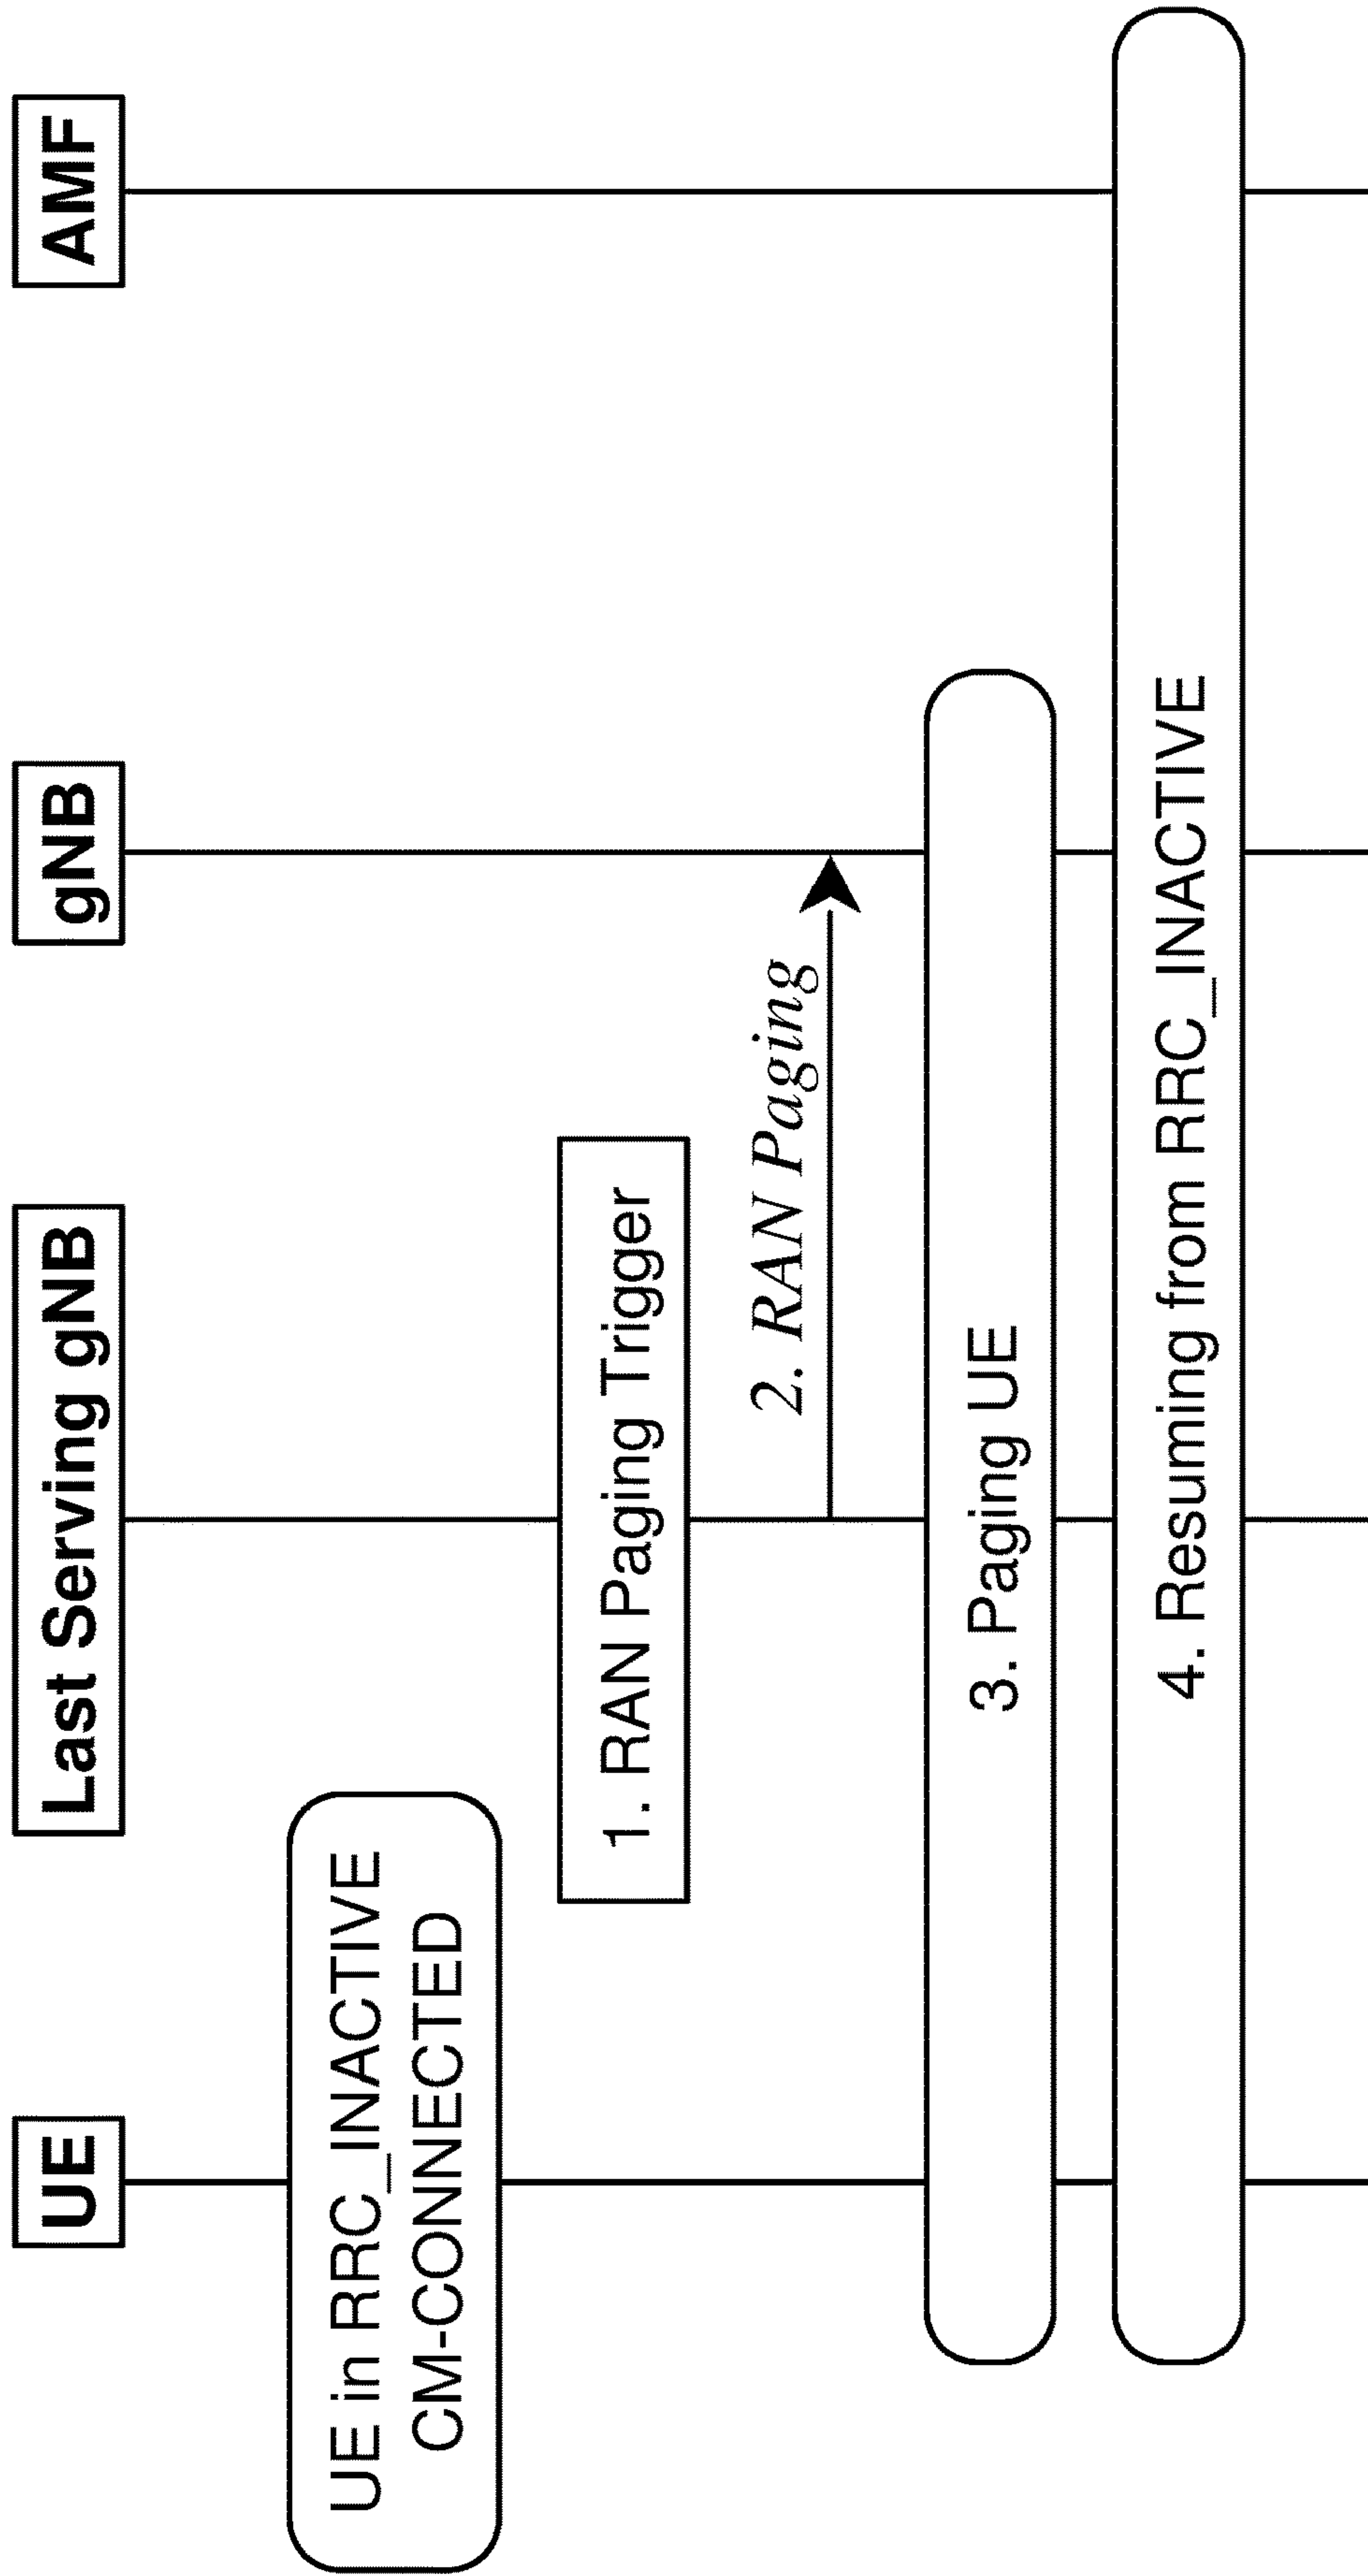 UE
Last Serving gNB
gNB
AMF
UE in RRC_INACTIVE
CM-CONNECTED
1. RAN Paging Trigger
2. RAN Paging
3. Paging UE
4. Resuming from RRC_INACTIVE